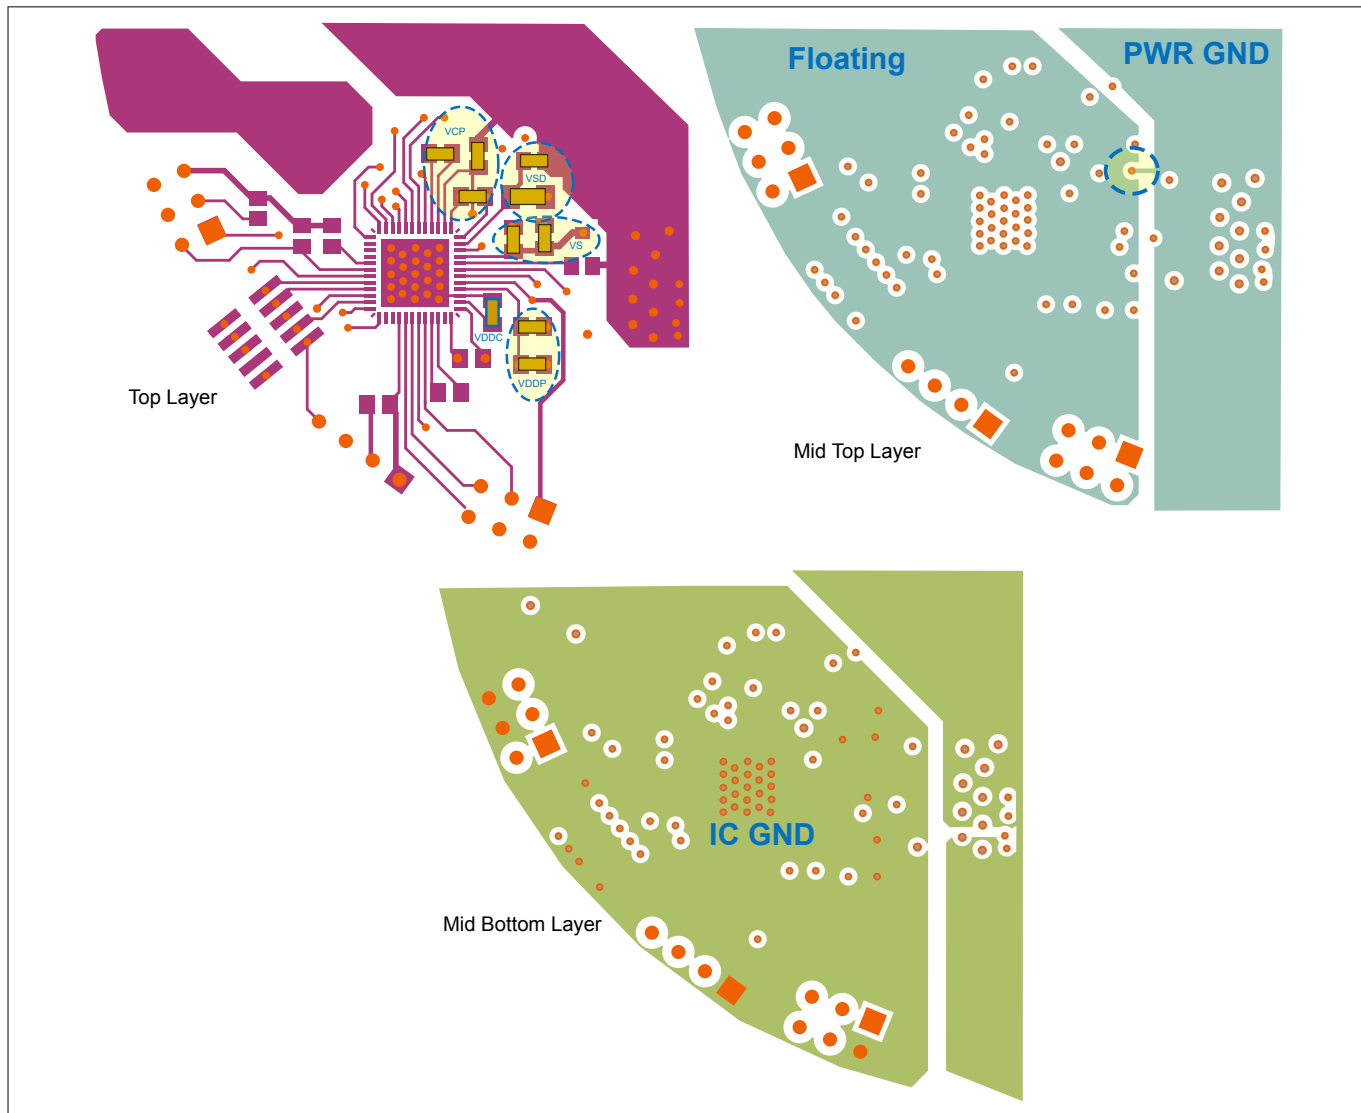 VCP
VSD
VS
VDDC
VDDP
Top Layer
Floating
PWR GND
Mid Top Layer
IC GND
Mid Bottom Layer